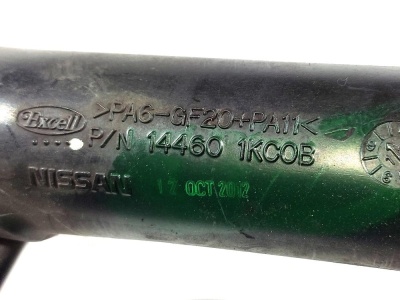 Excell >PA6-GF20+PA11<
P/N 14460 1KC0B
NISSAN 12 OCT 2012